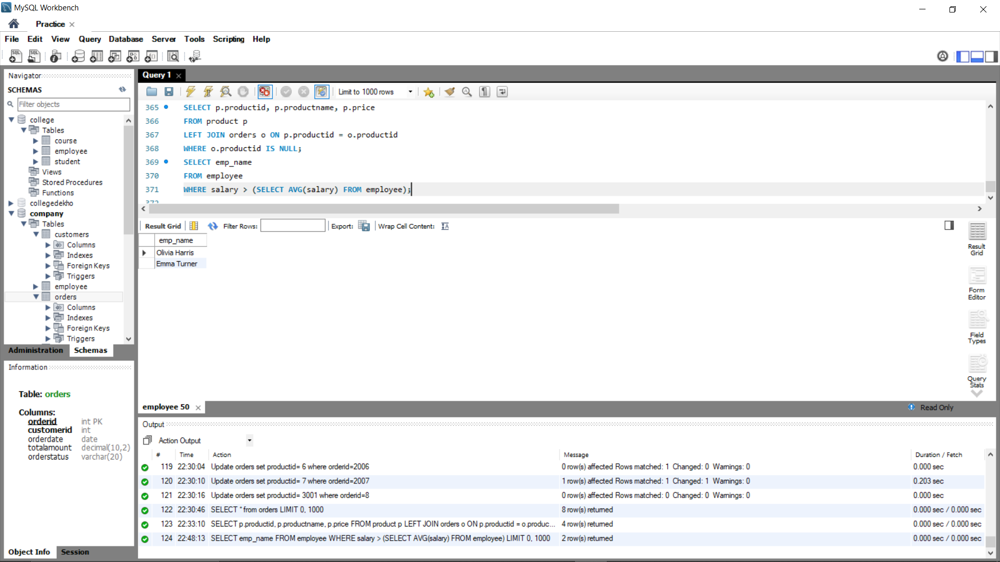 MySQL Workbench
Practice
File Edit View Query Database Server Tools Scripting Help
Navigator
SCHEMAS
Filter objects
college
Tables
course
employee
student
Views
Stored Procedures
Functions
collegedekho
company
Tables
customers
Columns
Indexes
Foreign Keys
Triggers
employee
orders
Columns
Indexes
Foreign Keys
Triggers
Administration Schemas
Information
Table: orders
Columns:
orderid int PK
customerid int
orderdate date
totalamount decimal(10,2)
orderstatus varchar(20)
Object Info Session
Query 1
Limit to 1000 rows
365 SELECT p.productid, p.productname, p.price
366 FROM product p
367 LEFT JOIN orders o ON p.productid = o.productid
368 WHERE o.productid IS NULL;
369 SELECT emp_name
370 FROM employee
371 WHERE salary > (SELECT AVG(salary) FROM employee);
372
Result Grid Filter Rows: Export: Wrap Cell Content:
emp_name
Olivia Harris
Emma Turner
Result Grid
Form Editor
Field Types
Query Stats
employee 50
Read Only
Output
Action Output
# Time Action Message Duration / Fetch
119 22:30:04 Update orders set productid= 6 where orderid=2006 0 row(s) affected Rows matched: 1 Changed: 0 Warnings: 0 0.000 sec
120 22:30:10 Update orders set productid= 7 where orderid=2007 1 row(s) affected Rows matched: 1 Changed: 1 Warnings: 0 0.203 sec
121 22:30:16 Update orders set productid= 3001 where orderid=8 0 row(s) affected Rows matched: 0 Changed: 0 Warnings: 0 0.000 sec
122 22:30:46 SELECT * from orders LIMIT 0, 1000 8 row(s) returned 0.000 sec / 0.000 sec
123 22:33:10 SELECT p.productid, p.productname, p.price FROM product p LEFT JOIN orders o ON p.productid = o.produc... 4 row(s) returned 0.000 sec / 0.000 sec
124 22:48:13 SELECT emp_name FROM employee WHERE salary > (SELECT AVG(salary) FROM employee) LIMIT 0, 1000 2 row(s) returned 0.000 sec / 0.000 sec